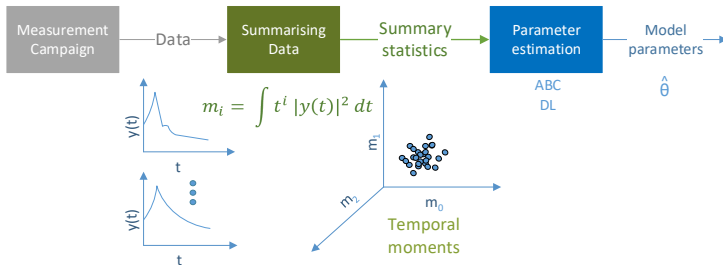 Measurement
Campaign
Data
Summarising
Data
Summary
statistics
Parameter
estimation
Model
parameters
ABC
DL
θ̂
m_i = ∫ t^i |y(t)|^2 dt
y(t)
t
y(t)
t
m_1
m_2
m_0
Temporal
moments